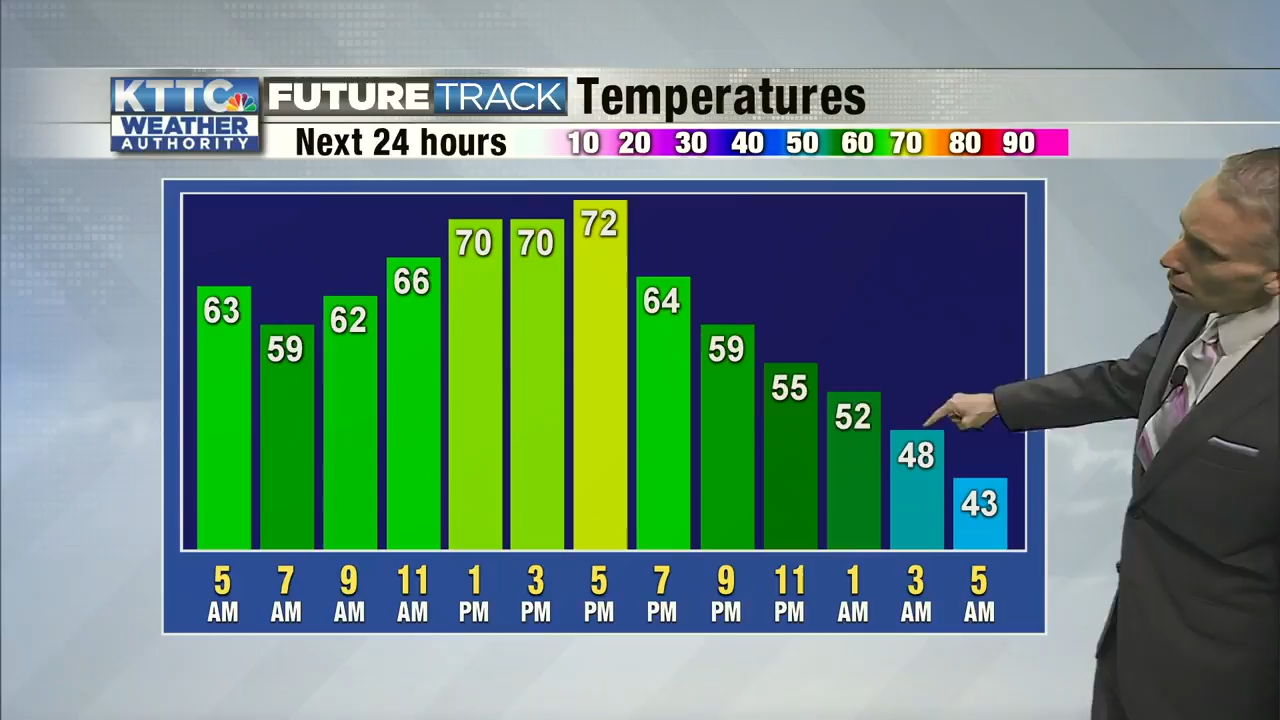 KTTC
WEATHER
AUTHORITY
FUTURETRACK Temperatures
Next 24 hours
10 20 30 40 50 60 70 80 90
63 59 62 66 70 70 72 64 59 55 52 48 43
5 7 9 11 1 3 5 7 9 11 1 3 5
AM AM AM AM PM PM PM PM PM PM AM AM AM